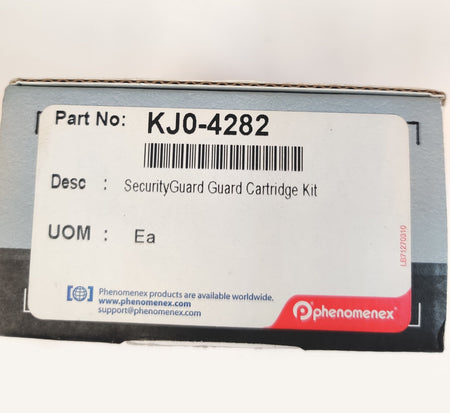 Part No: KJ0-4282
Desc : SecurityGuard Guard Cartridge Kit
UOM : Ea
LB71270310
Phenomenex products are available worldwide.
www.phenomenex.com
support@phenomenex.com
phenomenex®